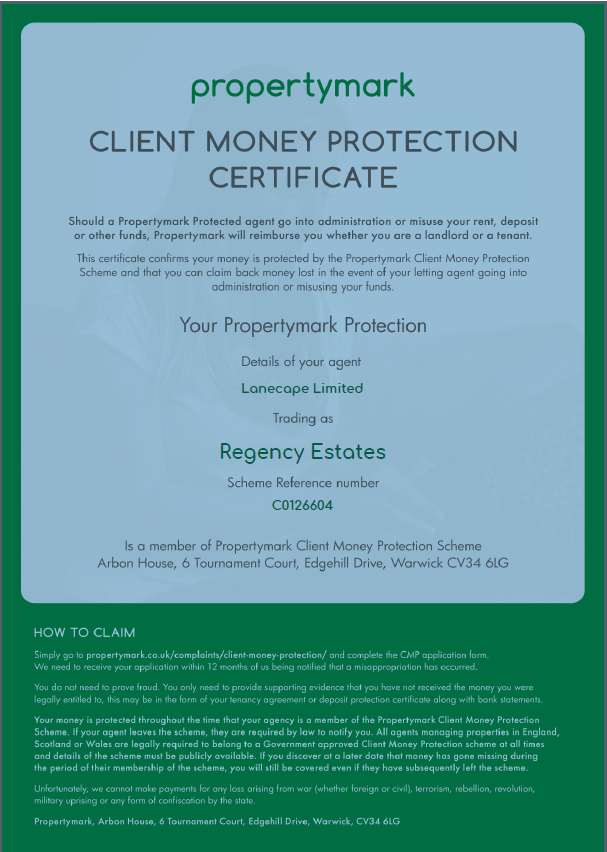 propertymark
CLIENT MONEY PROTECTION
CERTIFICATE
Should a Propertymark Protected agent go into administration or misuse your rent, deposit
or other funds, Propertymark will reimburse you whether you are a landlord or a tenant.
This certificate confirms your money is protected by the Propertymark Client Money Protection
Scheme and that you can claim back money lost in the event of your letting agent going into
administration or misusing your funds.
Your Propertymark Protection
Details of your agent
Lanecape Limited
Trading as
Regency Estates
Scheme Reference number
C0126604
Is a member of Propertymark Client Money Protection Scheme
Arbon House, 6 Tournament Court, Edgehill Drive, Warwick CV34 6LG
HOW TO CLAIM
Simply go to propertymark.co.uk/complaints/client-money-protection/ and complete the CMP application form.
We need to receive your application within 12 months of us being notified that a misappropriation has occurred.
You do not need to prove fraud. You only need to provide supporting evidence that you have not received the money you were
legally entitled to, this may be in the form of your tenancy agreement or deposit protection certificate along with bank statements.
Your money is protected throughout the time that your agency is a member of the Propertymark Client Money Protection
Scheme. If your agent leaves the scheme, they are required by law to notify you. All agents managing properties in England,
Scotland or Wales are legally required to belong to a Government approved Client Money Protection scheme at all times
and details of the scheme must be publicly available. If you discover at a later date that money has gone missing during
the period of their membership of the scheme, you will still be covered even if they have subsequently left the scheme.
Unfortunately, we cannot make payments for any loss arising from war (whether foreign or civil), terrorism, rebellion, revolution,
military uprising or any form of confiscation by the state.
Propertymark, Arbon House, 6 Tournament Court, Edgehill Drive, Warwick, CV34 6LG